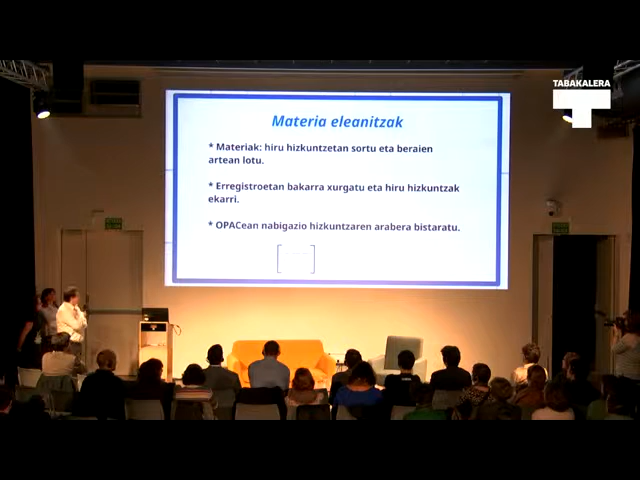 TABAKALERA
Materia eleanitzak
* Materiak: hiru hizkuntzetan sortu eta beraien
artean lotu.
* Erregistroetan bakarra xurgatu eta hiru hizkuntzak
ekarri.
* OPACean nabigazio hizkuntzaren arabera bistaratu.